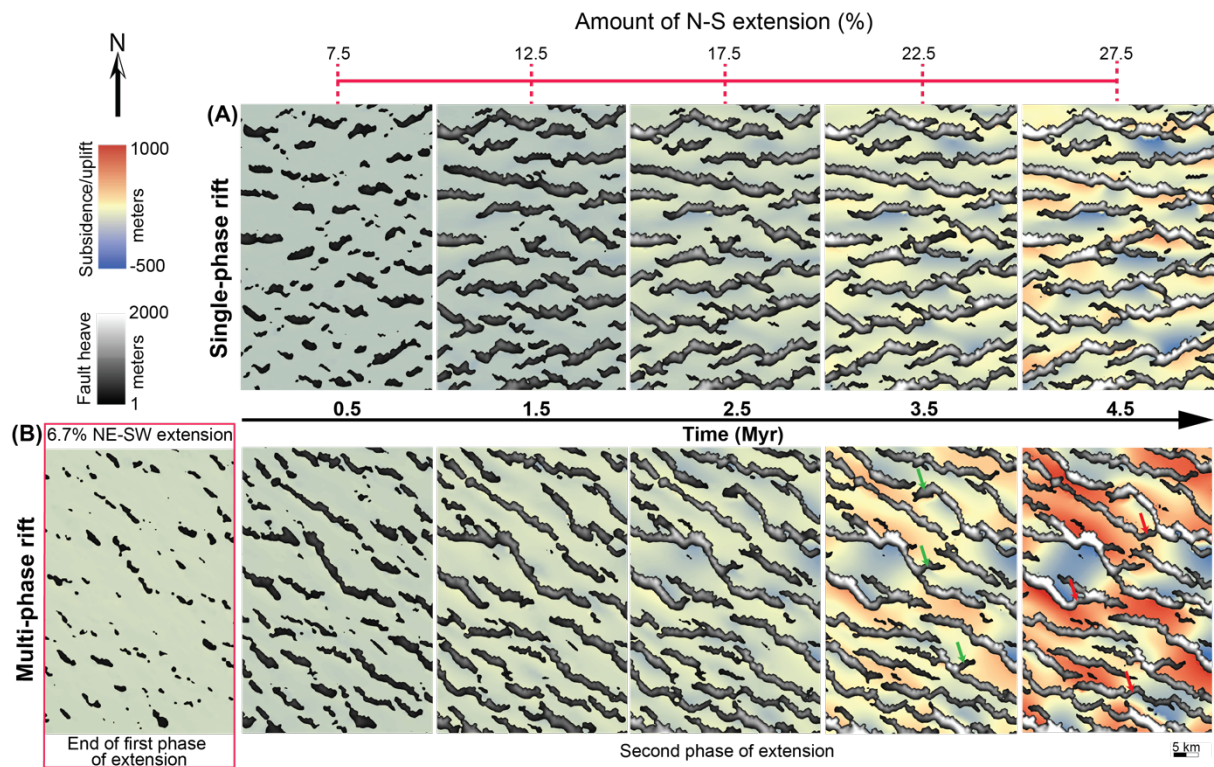 Amount of N-S extension (%)
N
7.5 12.5 17.5 22.5 27.5
(A)
Subsidence/uplift
1000
meters
-500
Fault heave
2000
meters
1
Single-phase rift
0.5 1.5 2.5 3.5 4.5
Time (Myr)
(B)
6.7% NE-SW extension
Multi-phase rift
End of first phase
of extension
Second phase of extension
5 km